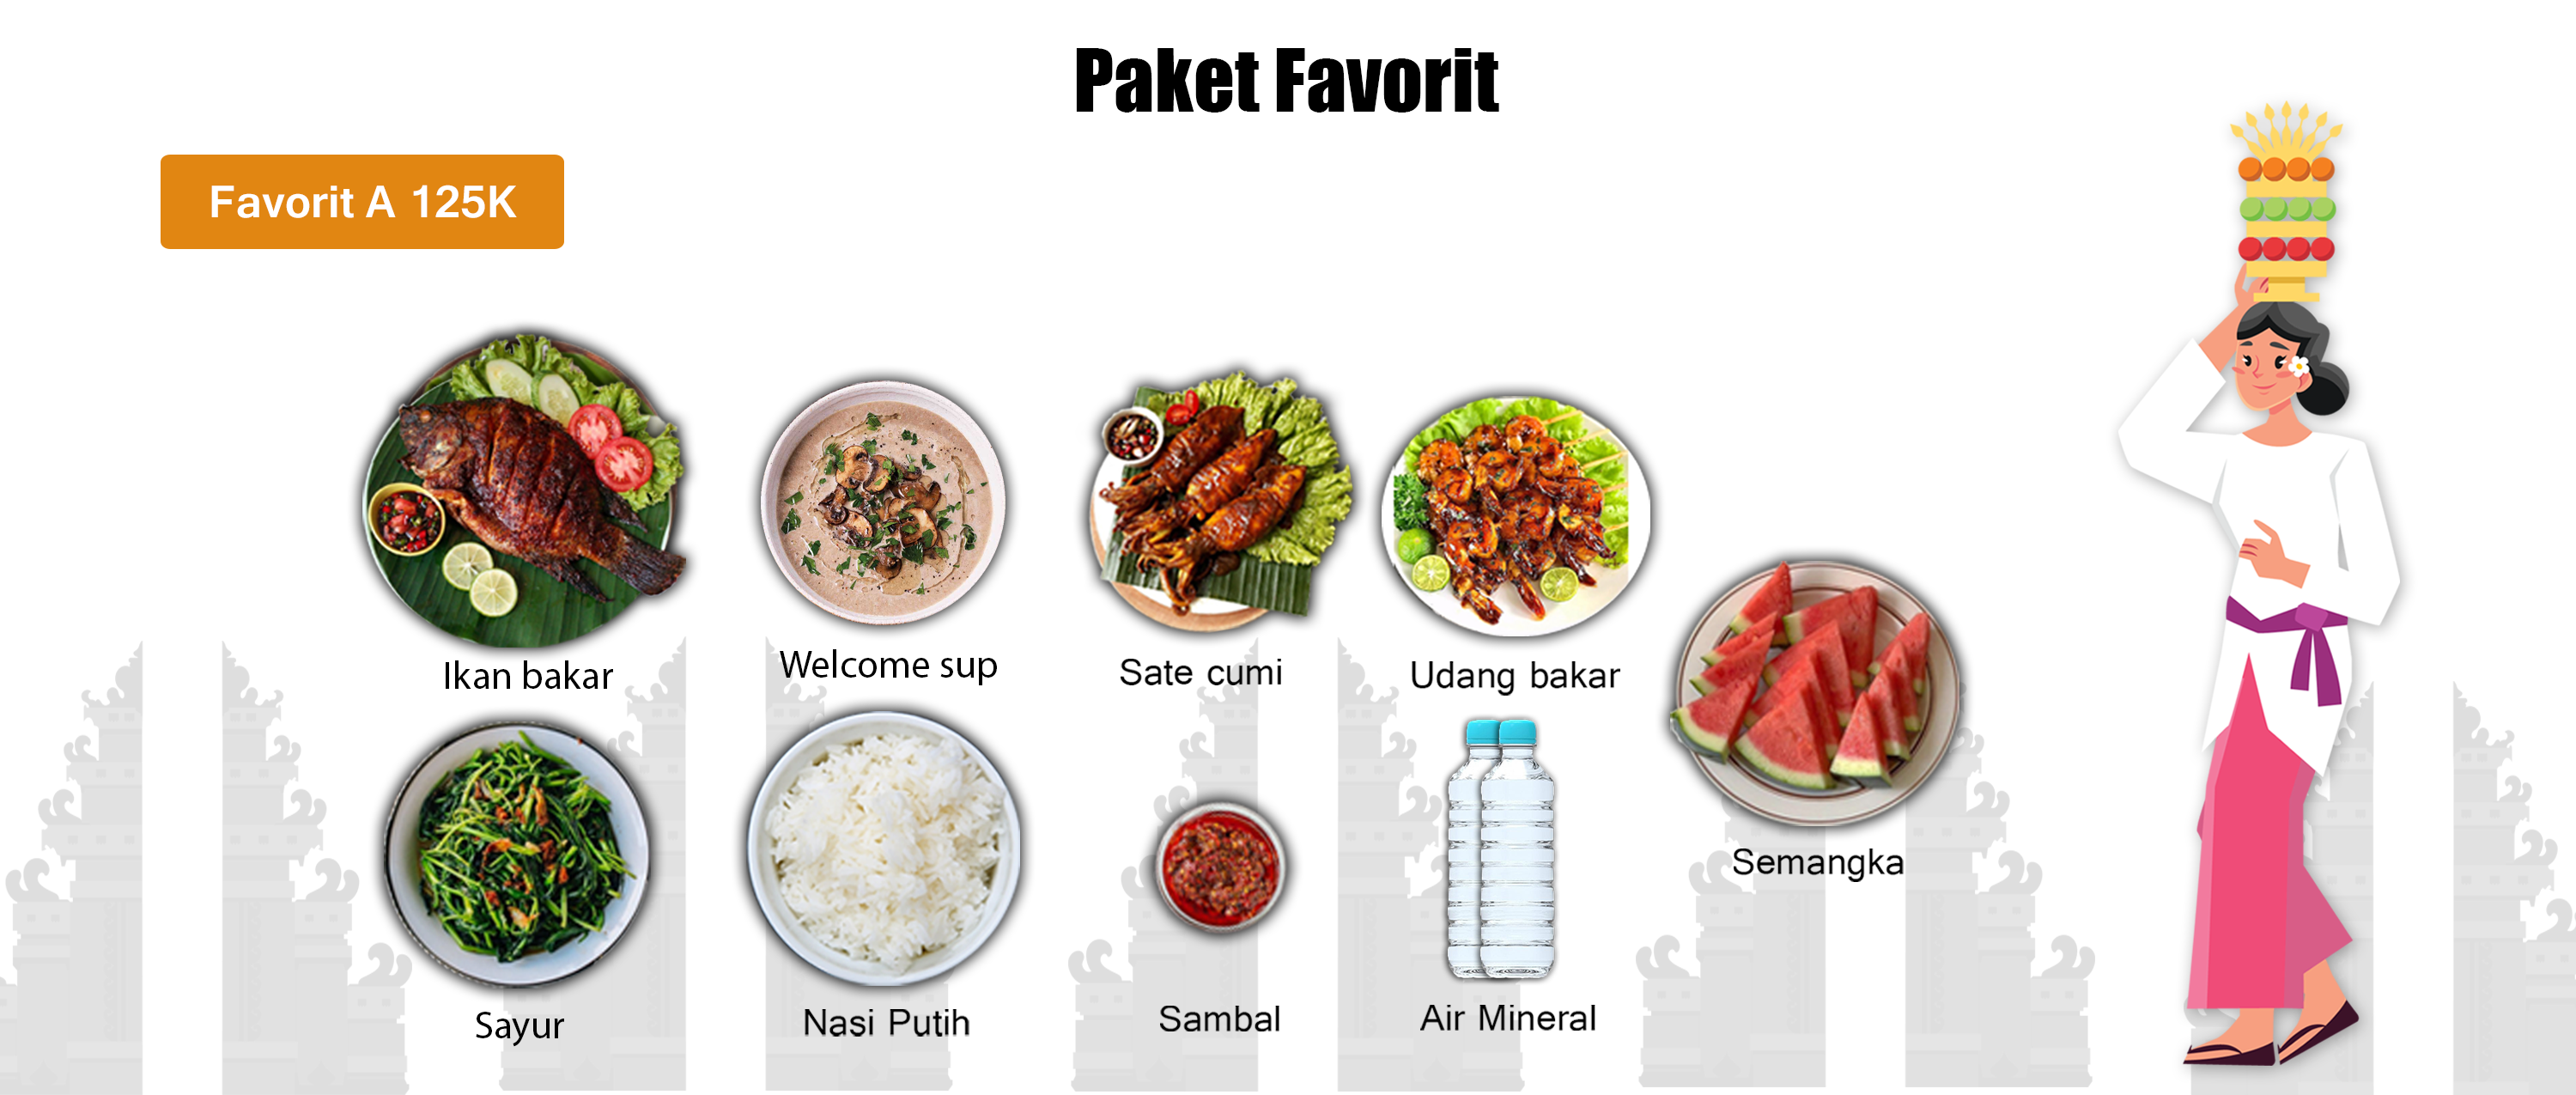 Paket Favorit
Favorit A 125K
Ikan bakar
Welcome sup
Sate cumi
Udang bakar
Semangka
Sayur
Nasi Putih
Sambal
Air Mineral